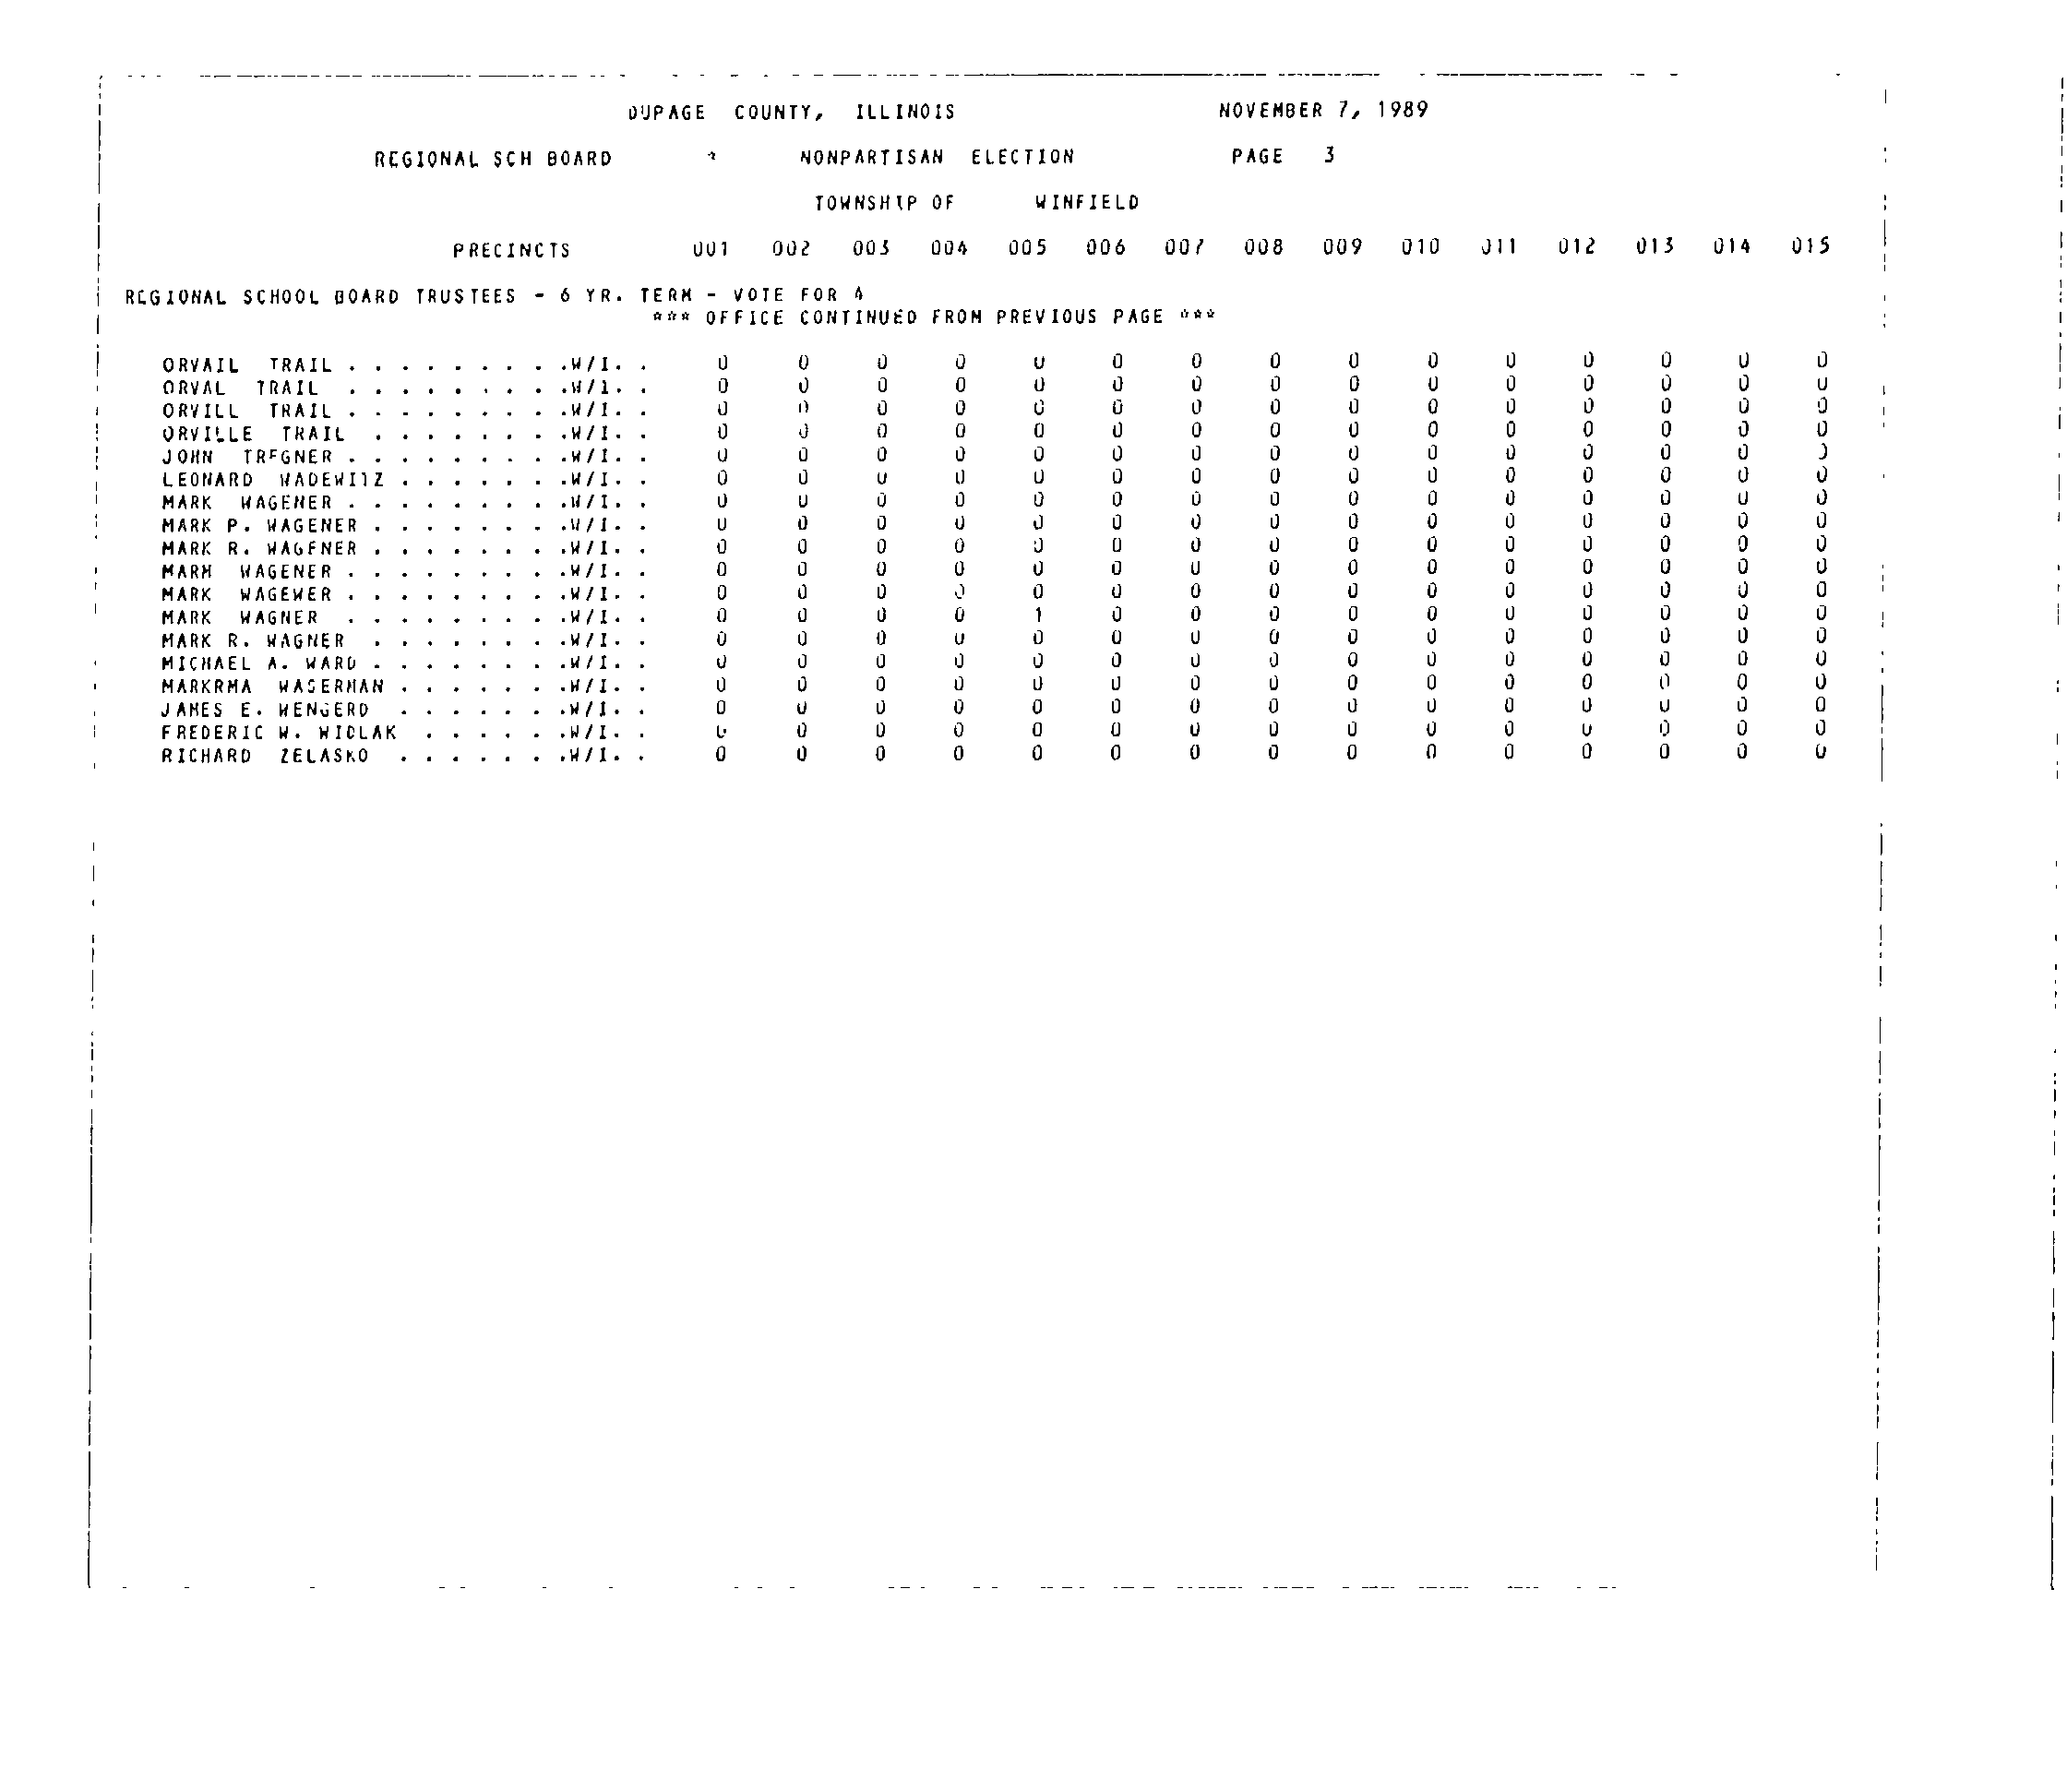 DUPAGE COUNTY, ILLINOIS NOVEMBER 7, 1989
REGIONAL SCH BOARD * NONPARTISAN ELECTION PAGE 3
TOWNSHIP OF WINFIELD
PRECINCTS 001 002 003 004 005 006 007 008 009 010 011 012 013 014 015
REGIONAL SCHOOL BOARD TRUSTEES - 6 YR. TERM - VOTE FOR 4
*** OFFICE CONTINUED FROM PREVIOUS PAGE ***
ORVAIL TRAIL . . . . . . . . .W/I. . 0 0 0 0 0 0 0 0 0 0 0 0 0 0 0
ORVAL TRAIL . . . . . . . . .W/I. . 0 0 0 0 0 0 0 0 0 0 0 0 0 0 0
ORVILL TRAIL . . . . . . . . .W/I. . 0 0 0 0 0 0 0 0 0 0 0 0 0 0 0
ORVILLE TRAIL . . . . . . . .W/I. . 0 0 0 0 0 0 0 0 0 0 0 0 0 0 0
JOHN TREGNER . . . . . . . . .W/I. . 0 0 0 0 0 0 0 0 0 0 0 0 0 0 0
LEONARD WADEWITZ . . . . . . .W/I. . 0 0 0 0 0 0 0 0 0 0 0 0 0 0 0
MARK WAGENER . . . . . . . . .W/I. . 0 0 0 0 0 0 0 0 0 0 0 0 0 0 0
MARK P. WAGENER . . . . . . . .W/I. . 0 0 0 0 0 0 0 0 0 0 0 0 0 0 0
MARK R. WAGENER . . . . . . . .W/I. . 0 0 0 0 0 0 0 0 0 0 0 0 0 0 0
MARM WAGENER . . . . . . . . .W/I. . 0 0 0 0 0 0 0 0 0 0 0 0 0 0 0
MARK WAGEWER . . . . . . . . .W/I. . 0 0 0 0 0 0 0 0 0 0 0 0 0 0 0
MARK WAGNER . . . . . . . . .W/I. . 0 0 0 0 1 0 0 0 0 0 0 0 0 0 0
MARK R. WAGNER . . . . . . . .W/I. . 0 0 0 0 0 0 0 0 0 0 0 0 0 0 0
MICHAEL A. WARD . . . . . . . .W/I. . 0 0 0 0 0 0 0 0 0 0 0 0 0 0 0
MARKRMA WAGERMAN . . . . . . .W/I. . 0 0 0 0 0 0 0 0 0 0 0 0 0 0 0
JAMES E. WENGERD . . . . . . .W/I. . 0 0 0 0 0 0 0 0 0 0 0 0 0 0 0
FREDERIC W. WIDLAK . . . . . .W/I. . 0 0 0 0 0 0 0 0 0 0 0 0 0 0 0
RICHARD ZELASKO . . . . . . .W/I. . 0 0 0 0 0 0 0 0 0 0 0 0 0 0 0